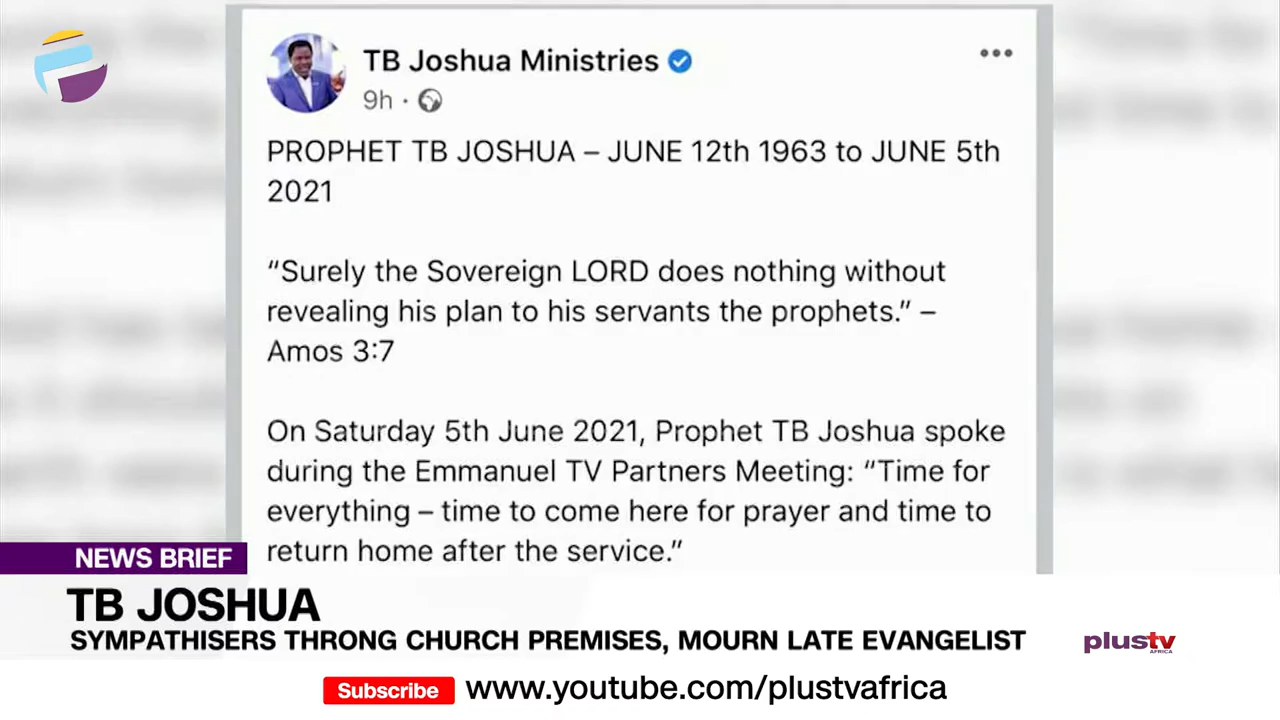 TB Joshua Ministries
9h ·
PROPHET TB JOSHUA – JUNE 12th 1963 to JUNE 5th
2021
“Surely the Sovereign LORD does nothing without
revealing his plan to his servants the prophets.” –
Amos 3:7
On Saturday 5th June 2021, Prophet TB Joshua spoke
during the Emmanuel TV Partners Meeting: “Time for
everything – time to come here for prayer and time to
return home after the service.”
NEWS BRIEF
TB JOSHUA
SYMPATHISERS THRONG CHURCH PREMISES, MOURN LATE EVANGELIST
plustv
AFRICA
Subscribe www.youtube.com/plustvafrica